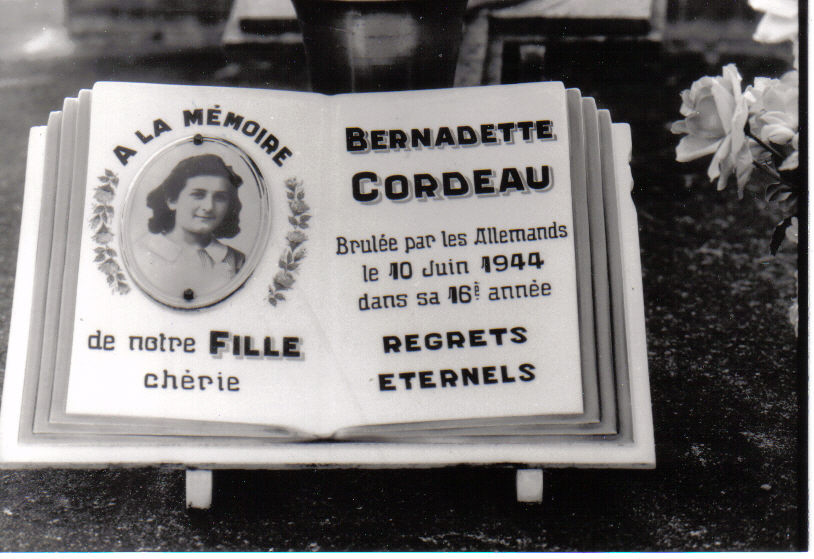 A LA MÉMOIRE
de notre FILLE
chérie
BERNADETTE
CORDEAU
Brulée par les Allemands
le 10 Juin 1944
dans sa 16è année
REGRETS
ETERNELS